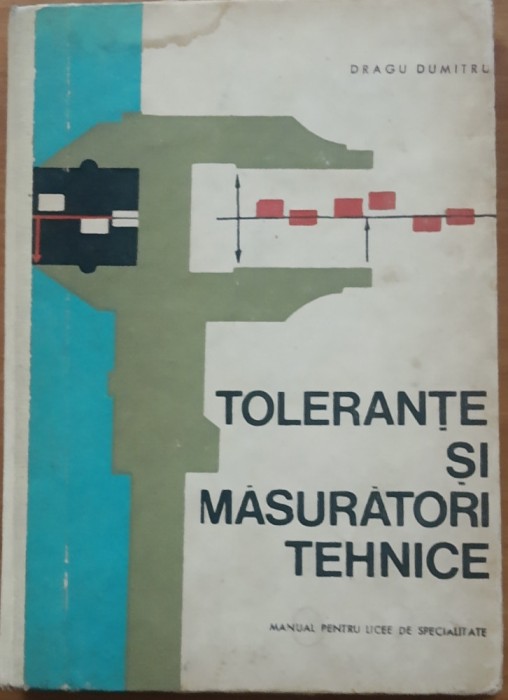 DRAGU DUMITRU
TOLERANȚE
ȘI
MĂSURĂTORI
TEHNICE
MANUAL PENTRU LICEE DE SPECIALITATE